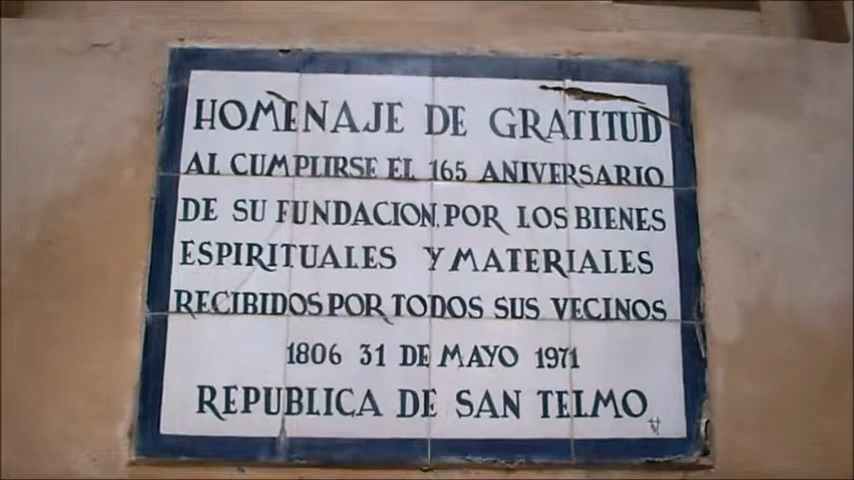 HOMENAJE DE GRATITUD
AL CUMPLIRSE EL 165 ANIVERSARIO
DE SU FUNDACION. POR LOS BIENES
ESPIRITUALES Y MATERIALES
RECIBIDOS POR TODOS SUS VECINOS
1806 31 DE MAYO 1971
REPUBLICA DE SAN TELMO